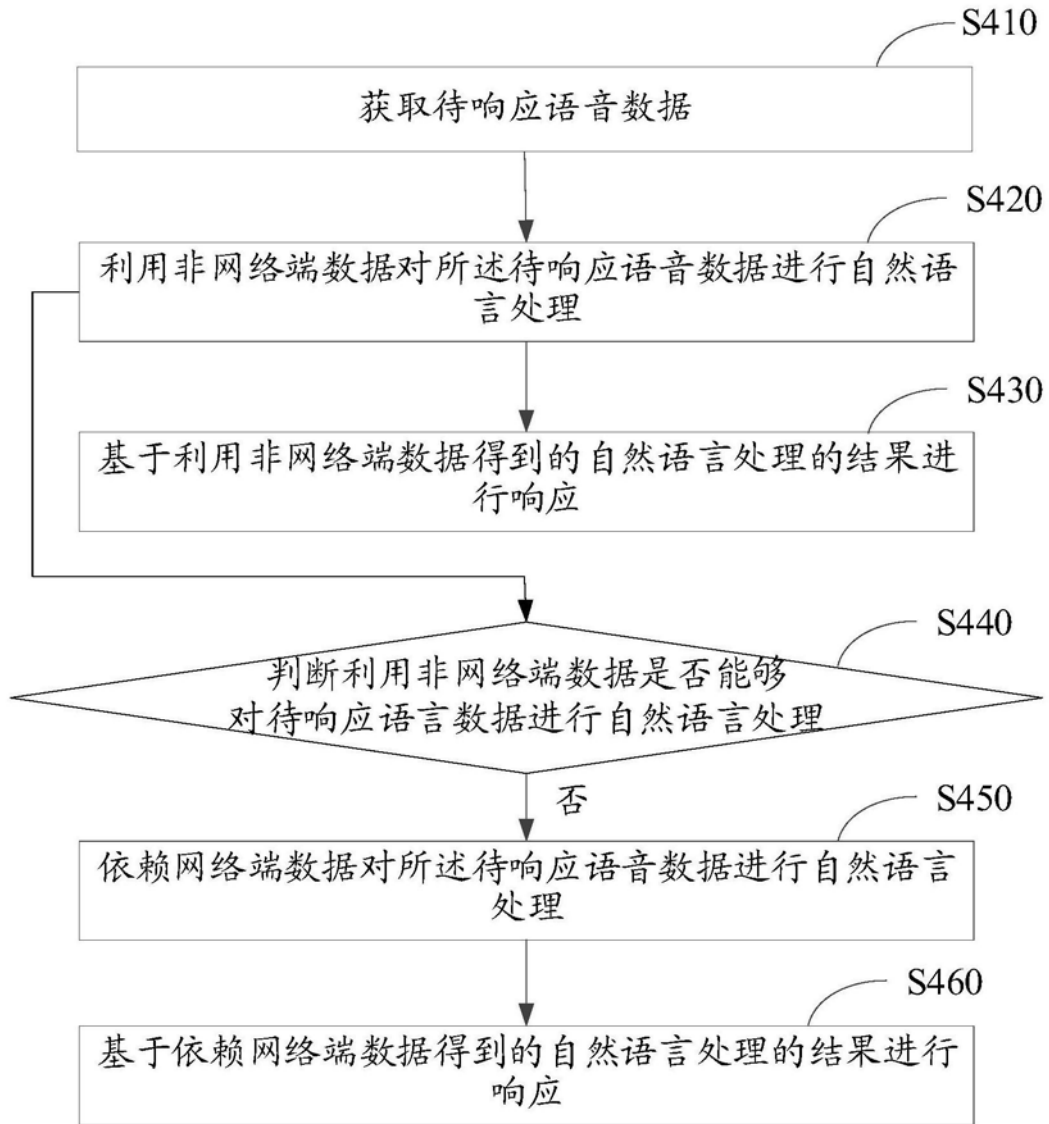 S410
获取待响应语音数据
S420
利用非网络端数据对所述待响应语音数据进行自然语
言处理
S430
基于利用非网络端数据得到的自然语言处理的结果进
行响应
S440
判断利用非网络端数据是否能够
对待响应语言数据进行自然语言处理
否
S450
依赖网络端数据对所述待响应语音数据进行自然语言
处理
S460
基于依赖网络端数据得到的自然语言处理的结果进行
响应